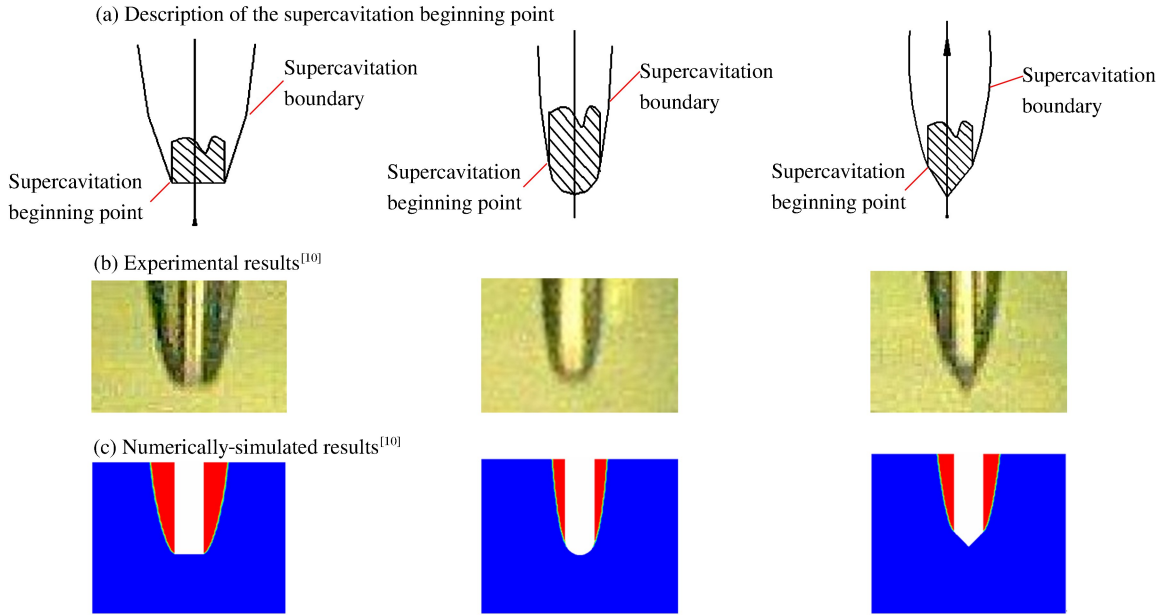 (a) Description of the supercavitation beginning point
Supercavitation
boundary
Supercavitation
beginning point
Supercavitation
boundary
Supercavitation
beginning point
Supercavitation
boundary
Supercavitation
beginning point
(b) Experimental results[10]
(c) Numerically-simulated results[10]